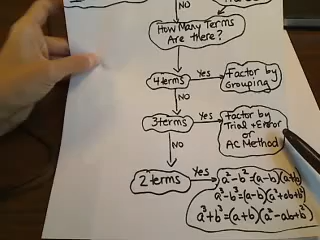 NO
How Many Terms
Are there?
4 terms
Yes
Factor by
Grouping
NO
3 terms
Yes
Factor by
Trial + Error
or
AC Method
NO
2 terms
Yes
a² - b² = (a-b)(a+b)
a³ - b³ = (a-b)(a²+ab+b²)
a³ + b³ = (a+b)(a²-ab+b²)